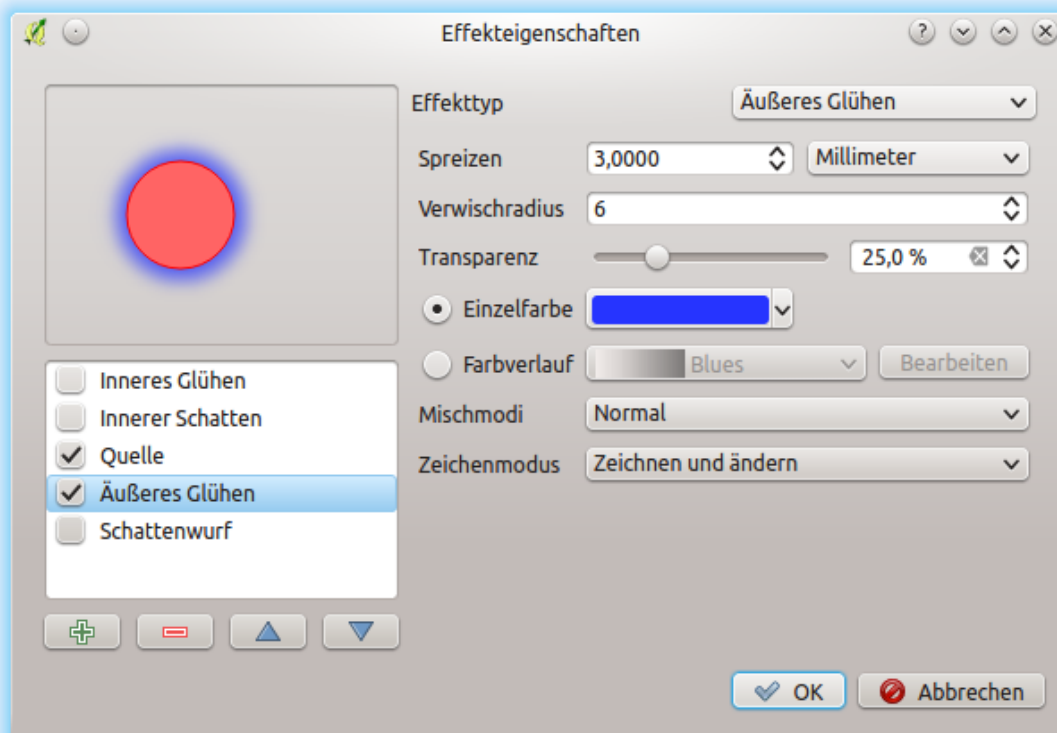 Effekteigenschaften
Effekttyp Äußeres Glühen
Spreizen 3,0000 Millimeter
Verwischradius 6
Transparenz 25,0 %
Einzelfarbe
Farbverlauf Blues Bearbeiten
Mischmodi Normal
Zeichenmodus Zeichnen und ändern
Inneres Glühen
Innerer Schatten
Quelle
Äußeres Glühen
Schattenwurf
OK Abbrechen